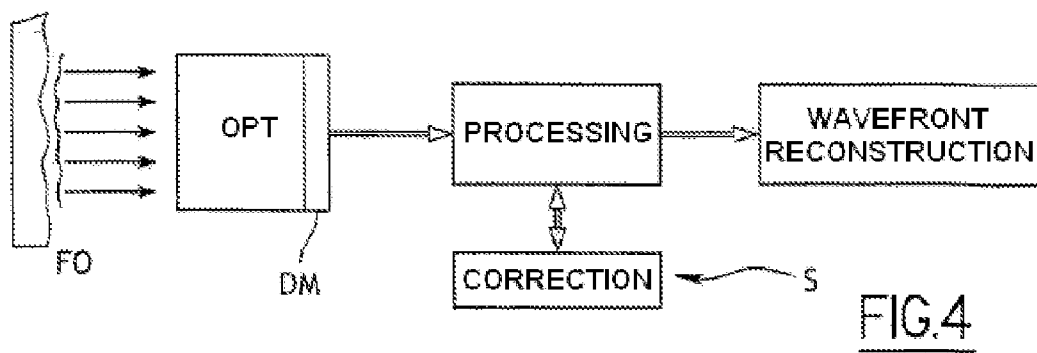 OPT
PROCESSING
WAVEFRONT
RECONSTRUCTION
FO
DM
CORRECTION
S
FIG.4